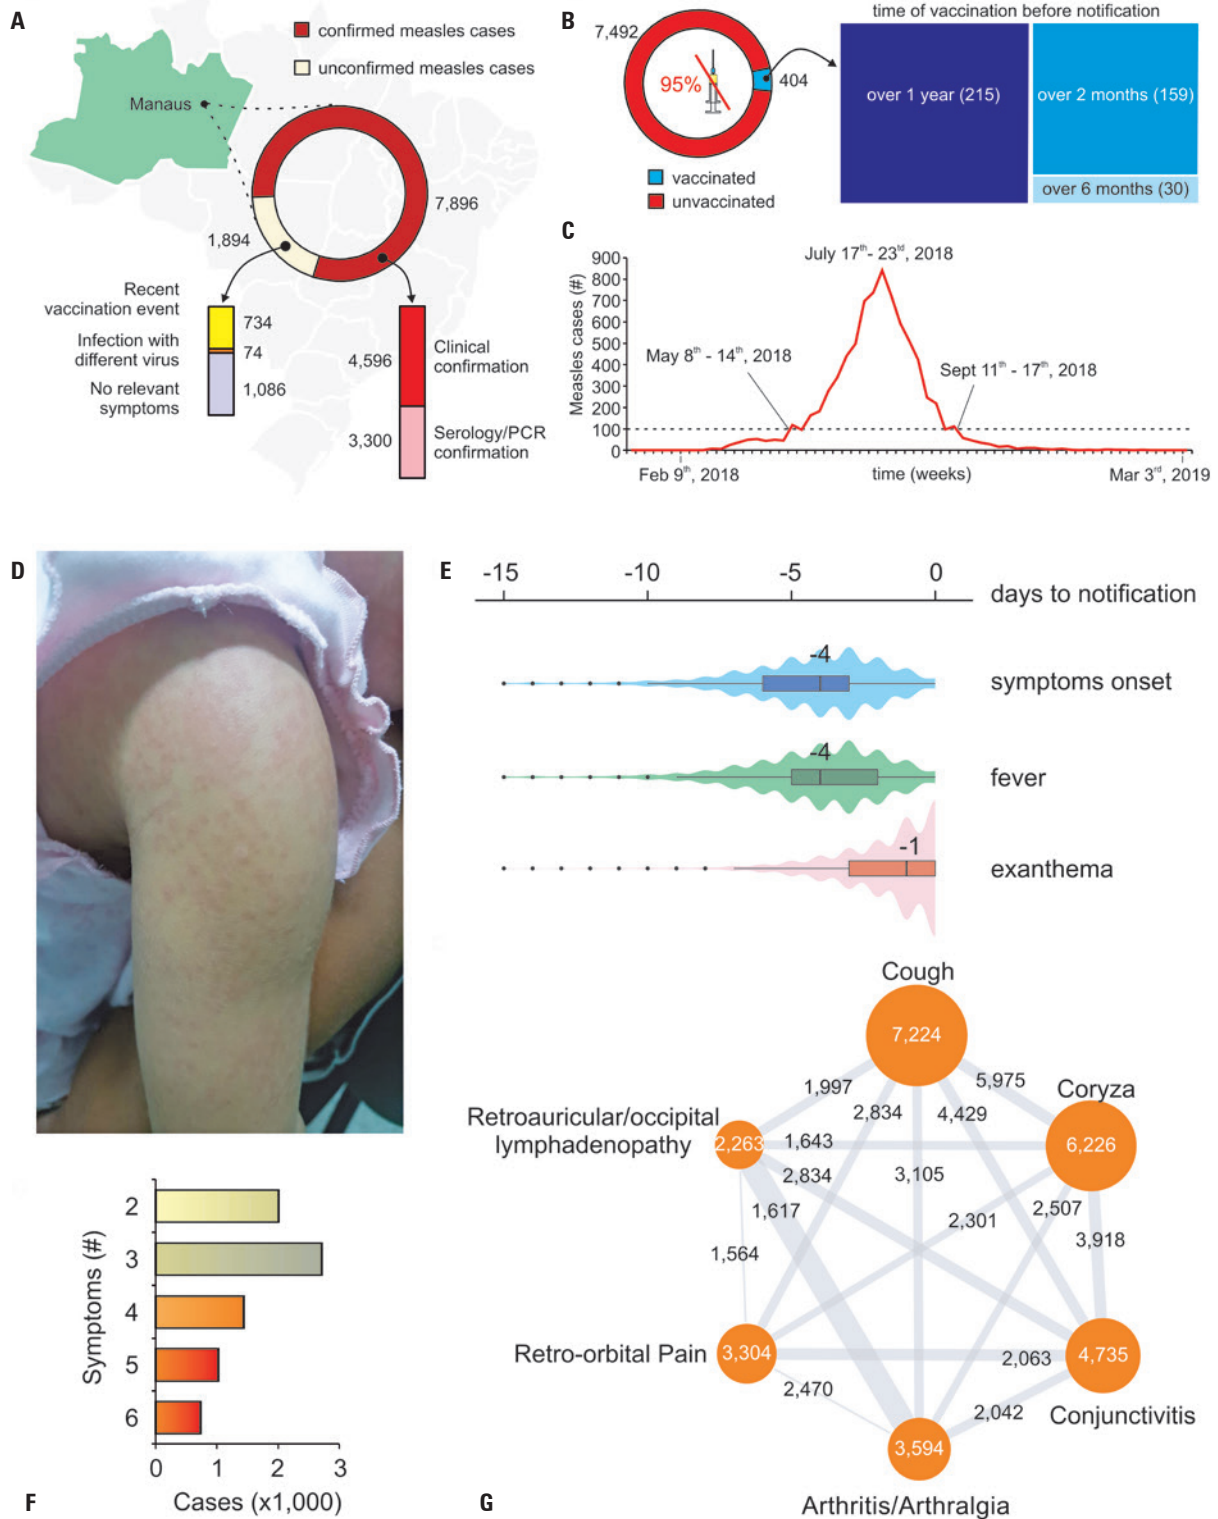 A
confirmed measles cases
unconfirmed measles cases
Manaus
7,896
1,894
Recent
vaccination event
734
Infection with
different virus
74
No relevant
symptoms
1,086
4,596
Clinical
confirmation
3,300
Serology/PCR
confirmation
B
7,492
95%
404
vaccinated
unvaccinated
time of vaccination before notification
over 1 year (215)
over 2 months (159)
over 6 months (30)
C
Measles cases (#)
900
800
700
600
500
400
300
200
100
0
July 17th- 23rd, 2018
May 8th - 14th, 2018
Sept 11th - 17th, 2018
Feb 9th, 2018
time (weeks)
Mar 3rd, 2019
D
E
-15 -10 -5 0
days to notification
-4
symptoms onset
-4
fever
-1
exanthema
Symptoms (#)
2
3
4
5
6
0 1 2 3
Cases (x1,000)
F
Cough
7,224
1,997
5,975
Coryza
2,834
4,429
Retroauricular/occipital
lymphadenopathy
2,263
1,643
6,226
2,834
3,105
1,617
2,301
2,507
1,564
3,918
Retro-orbital Pain
3,304
2,063
4,735
2,470
2,042
Conjunctivitis
3,594
G
Arthritis/Arthralgia